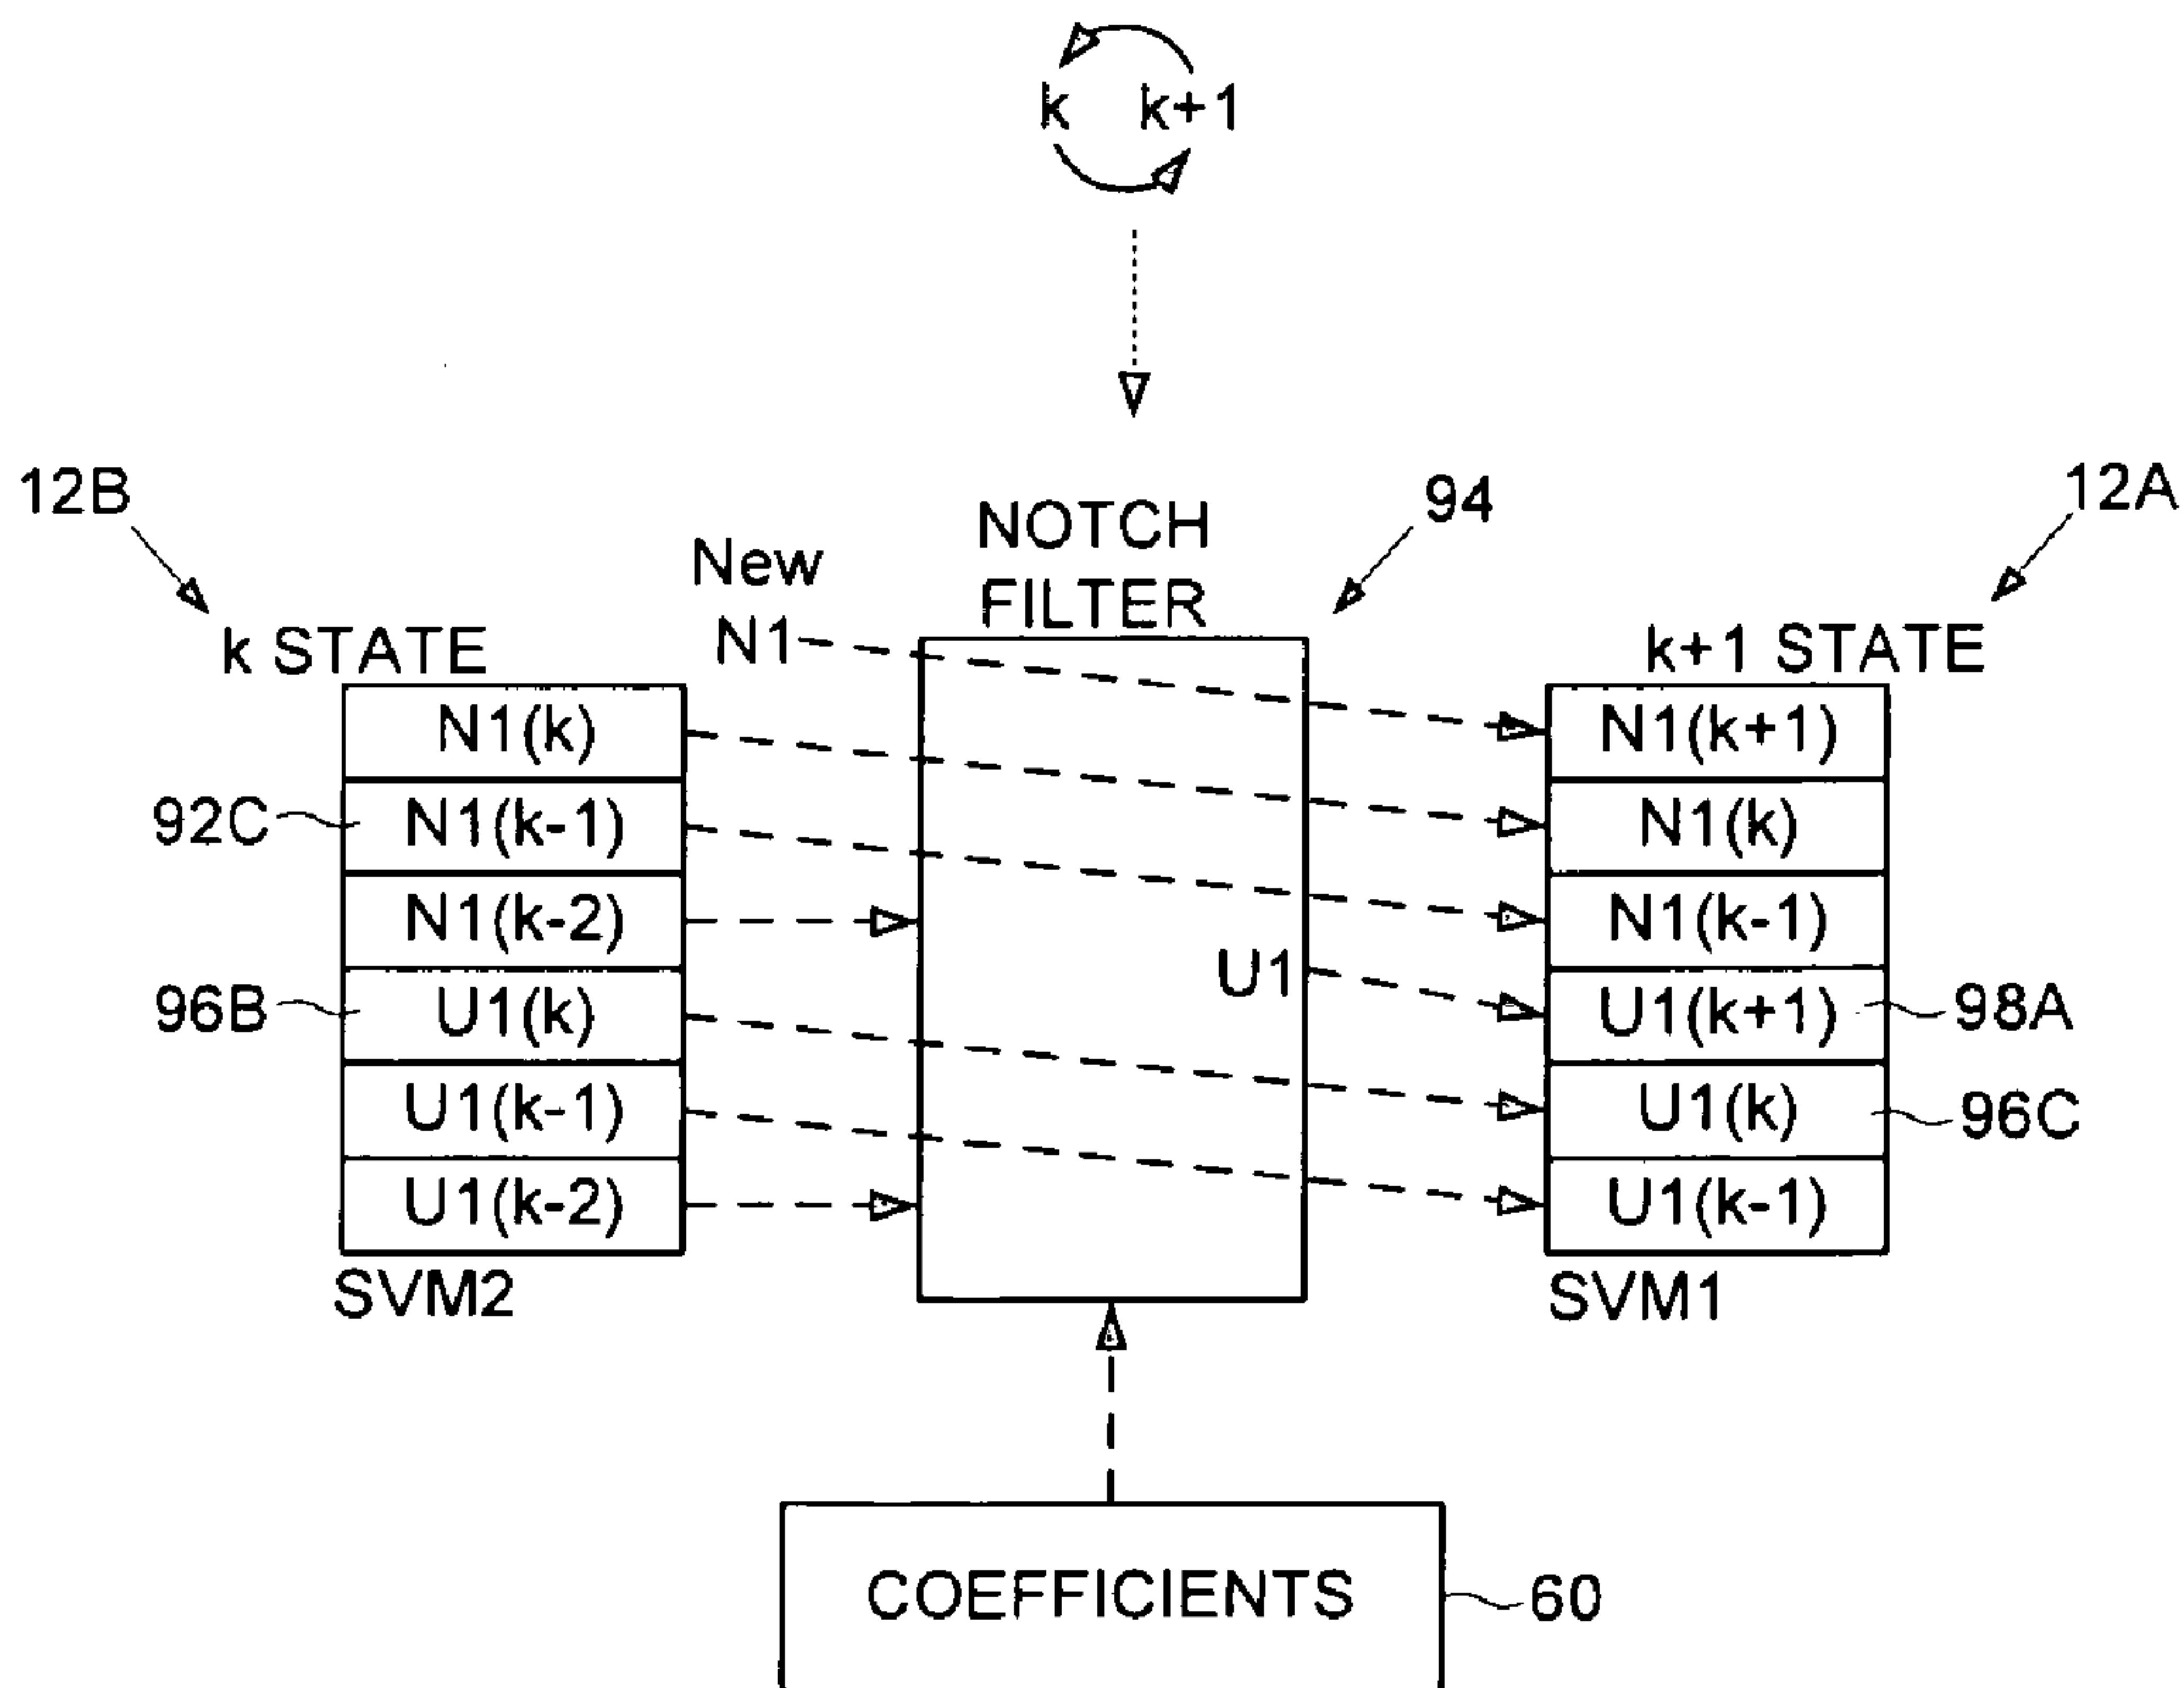 k k+1
12B
12A
94
NOTCH
FILTER
New
N1
k STATE
k+1 STATE
N1(k)
92C
N1(k-1)
N1(k-2)
96B
U1(k)
U1(k-1)
U1(k-2)
SVM2
U1
N1(k+1)
N1(k)
N1(k-1)
U1(k+1)
98A
U1(k)
96C
U1(k-1)
SVM1
COEFFICIENTS
60